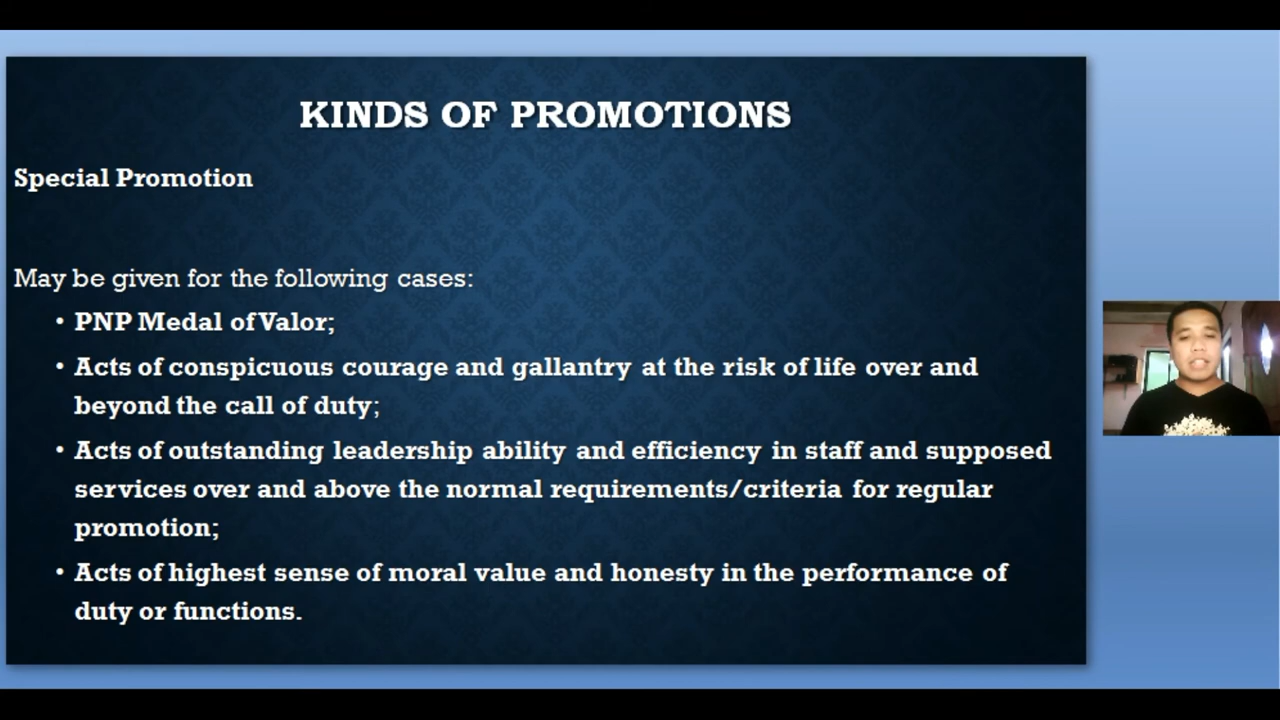 KINDS OF PROMOTIONS
Special Promotion
May be given for the following cases:
• PNP Medal of Valor;
• Acts of conspicuous courage and gallantry at the risk of life over and
beyond the call of duty;
• Acts of outstanding leadership ability and efficiency in staff and supposed
services over and above the normal requirements/criteria for regular
promotion;
• Acts of highest sense of moral value and honesty in the performance of
duty or functions.